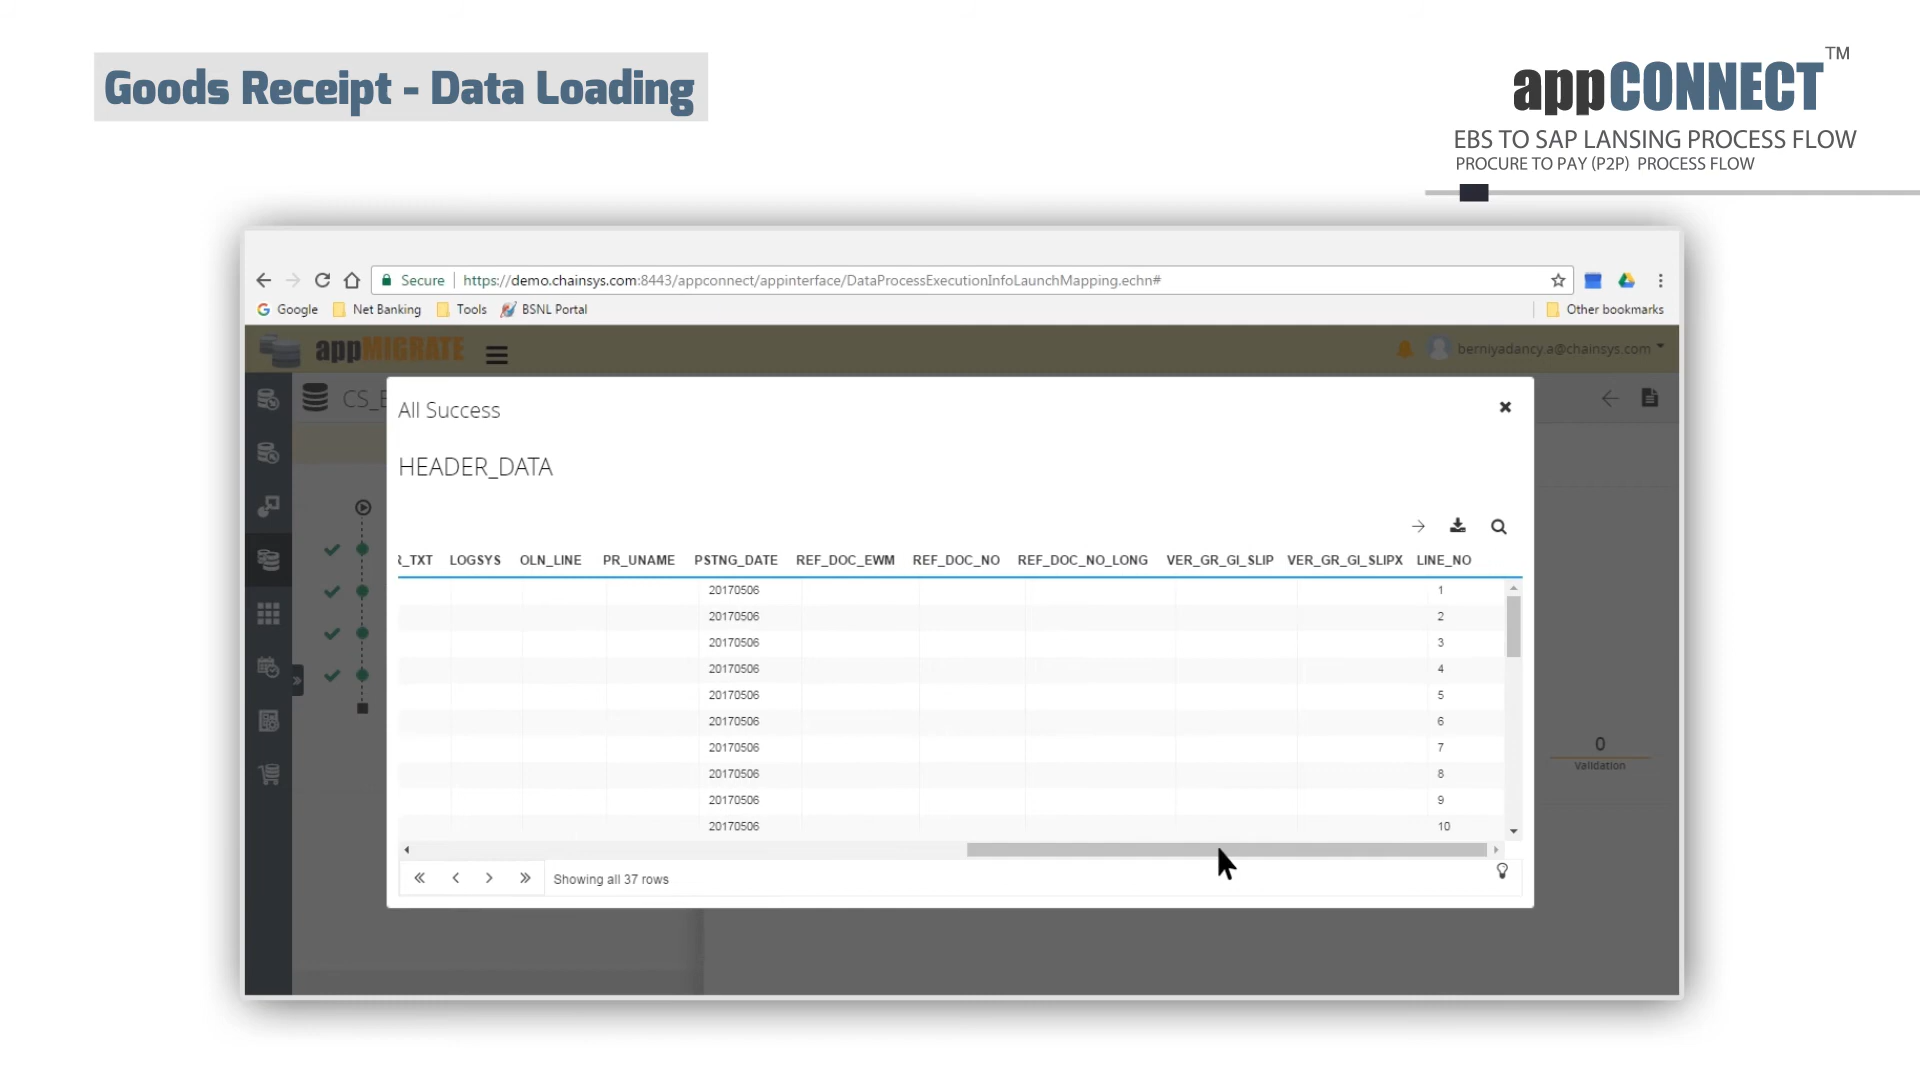 Goods Receipt - Data Loading
appCONNECT™
EBS TO SAP LANSING PROCESS FLOW
PROCURE TO PAY (P2P) PROCESS FLOW
Secure https://demo.chainsys.com:8443/appconnect/appinterface/DataProcessExecutionInfoLaunchMapping.echn#
Google Net Banking Tools BSNL Portal Other bookmarks
appMIGRATE berniyadancy.a@chainsys.com
CS_E
All Success
HEADER_DATA
R_TXT LOGSYS OLN_LINE PR_UNAME PSTNG_DATE REF_DOC_EWM REF_DOC_NO REF_DOC_NO_LONG VER_GR_GI_SLIP VER_GR_GI_SLIPX LINE_NO
20170506 1
20170506 2
20170506 3
20170506 4
20170506 5
20170506 6
20170506 7
20170506 8
20170506 9
20170506 10
0
Validation
Showing all 37 rows